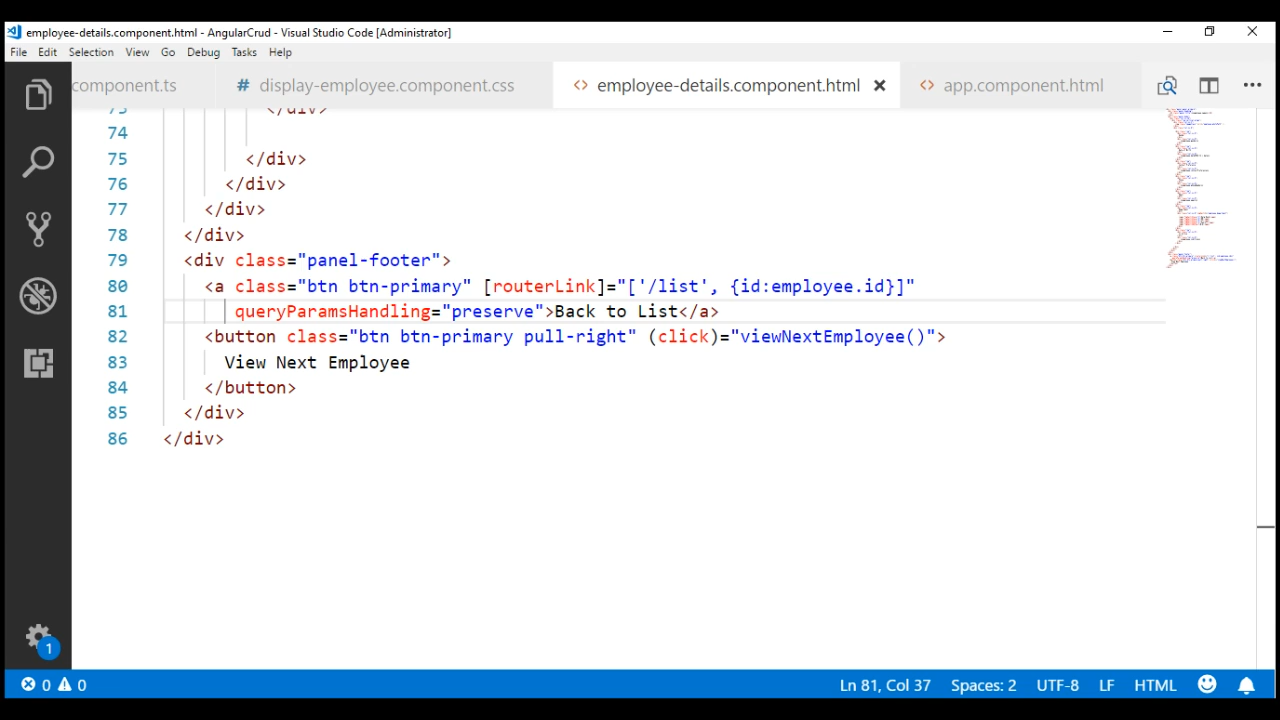 employee-details.component.html - AngularCrud - Visual Studio Code [Administrator]
File Edit Selection View Go Debug Tasks Help
component.ts # display-employee.component.css <> employee-details.component.html <> app.component.html
73 </div>
74
75 </div>
76 </div>
77 </div>
78 </div>
79 <div class="panel-footer">
80 <a class="btn btn-primary" [routerLink]="['/list', {id:employee.id}]"
81 queryParamsHandling="preserve">Back to List</a>
82 <button class="btn btn-primary pull-right" (click)="viewNextEmployee()">
83 View Next Employee
84 </button>
85 </div>
86 </div>
1
0 0 Ln 81, Col 37 Spaces: 2 UTF-8 LF HTML